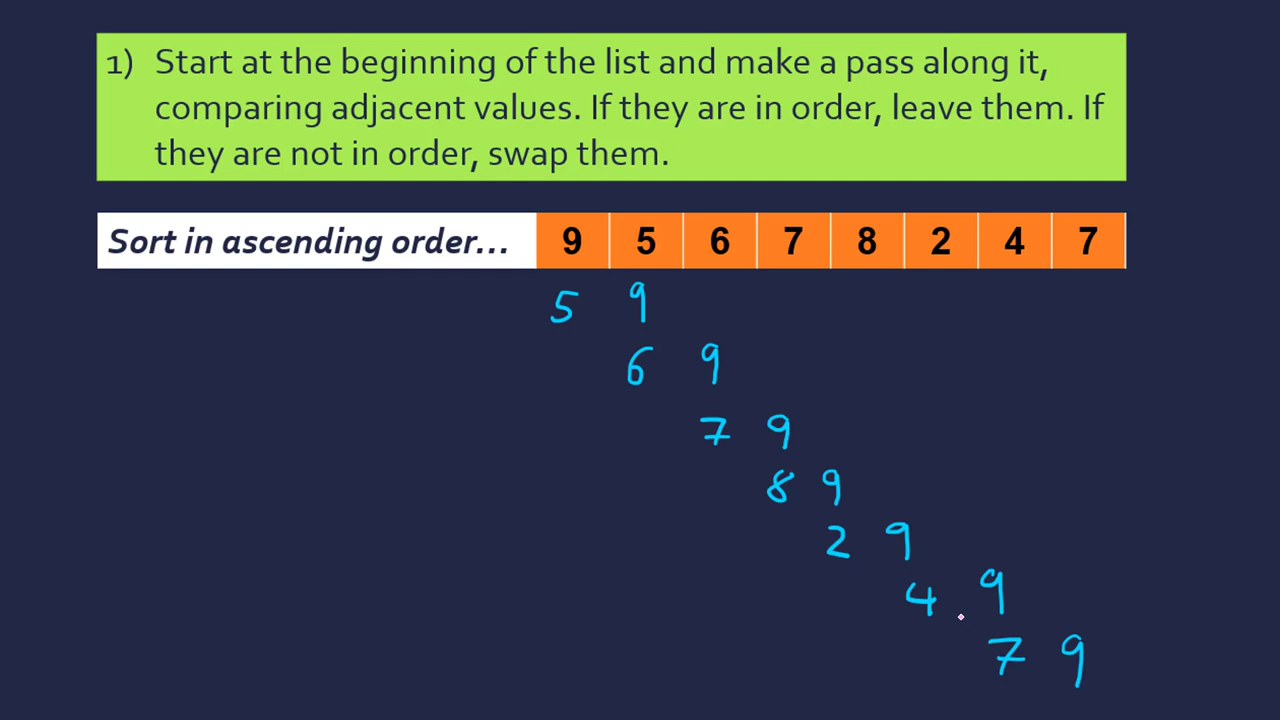 1) Start at the beginning of the list and make a pass along it,
comparing adjacent values. If they are in order, leave them. If
they are not in order, swap them.
Sort in ascending order... 9 5 6 7 8 2 4 7
5 9
6 9
7 9
8 9
2 9
4 9
7 9